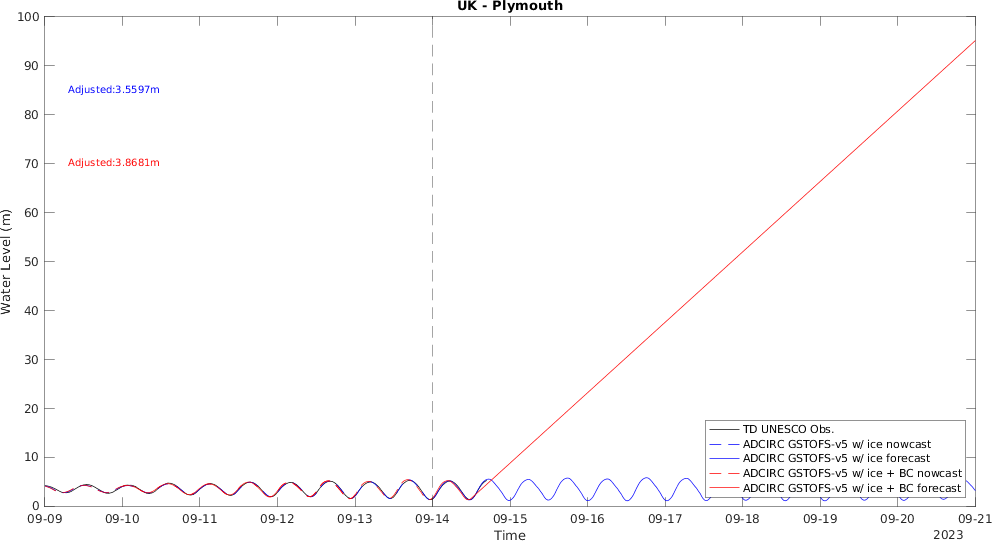 UK - Plymouth
100
90
80
70
60
50
40
30
20
10
0
Water Level (m)
Adjusted:3.5597m
Adjusted:3.8681m
TD UNESCO Obs.
ADCIRC GSTOFS-v5 w/ ice nowcast
ADCIRC GSTOFS-v5 w/ ice forecast
ADCIRC GSTOFS-v5 w/ ice + BC nowcast
ADCIRC GSTOFS-v5 w/ ice + BC forecast
09-09 09-10 09-11 09-12 09-13 09-14 09-15 09-16 09-17 09-18 09-19 09-20 09-21
Time
2023